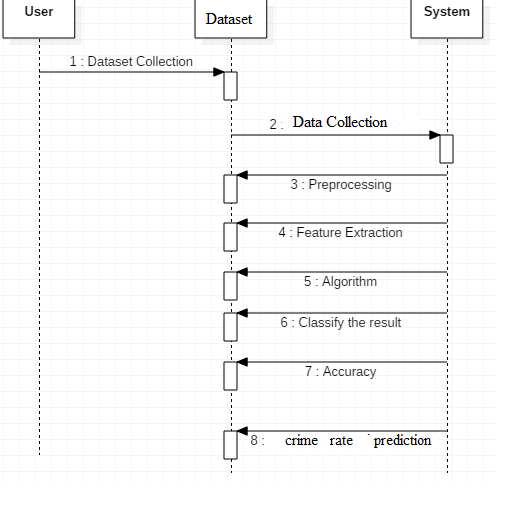 User
Dataset
System
1 : Dataset Collection
2 : Data Collection
3 : Preprocessing
4 : Feature Extraction
5 : Algorithm
6 : Classify the result
7 : Accuracy
8 : crime rate prediction